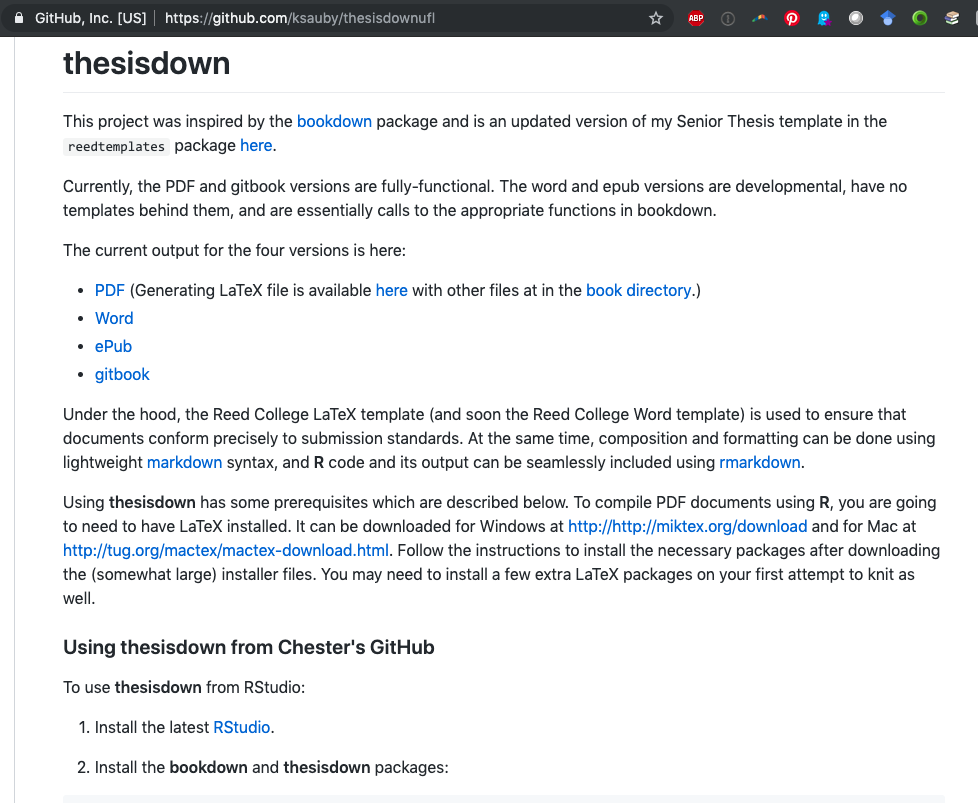 GitHub, Inc. [US] | https://github.com/ksauby/thesisdownufl
ABP
thesisdown
This project was inspired by the bookdown package and is an updated version of my Senior Thesis template in the
reedtemplates package here.
Currently, the PDF and gitbook versions are fully-functional. The word and epub versions are developmental, have no
templates behind them, and are essentially calls to the appropriate functions in bookdown.
The current output for the four versions is here:
• PDF (Generating LaTeX file is available here with other files at in the book directory.)
• Word
• ePub
• gitbook
Under the hood, the Reed College LaTeX template (and soon the Reed College Word template) is used to ensure that
documents conform precisely to submission standards. At the same time, composition and formatting can be done using
lightweight markdown syntax, and R code and its output can be seamlessly included using rmarkdown.
Using thesisdown has some prerequisites which are described below. To compile PDF documents using R, you are going
to need to have LaTeX installed. It can be downloaded for Windows at http://http://miktex.org/download and for Mac at
http://tug.org/mactex/mactex-download.html. Follow the instructions to install the necessary packages after downloading
the (somewhat large) installer files. You may need to install a few extra LaTeX packages on your first attempt to knit as
well.
Using thesisdown from Chester's GitHub
To use thesisdown from RStudio:
1. Install the latest RStudio.
2. Install the bookdown and thesisdown packages: